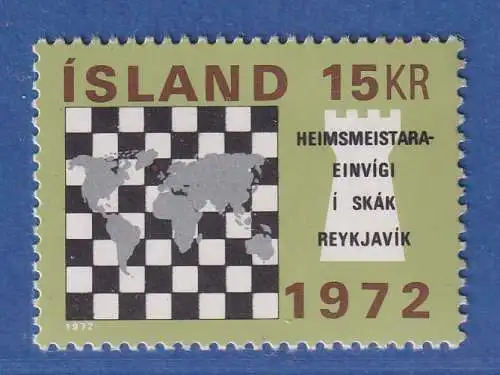 ÍSLAND 15KR
HEIMSMEISTARA-
EINVÍGI
Í SKÁK
REYKJAVÍK
1972
1972